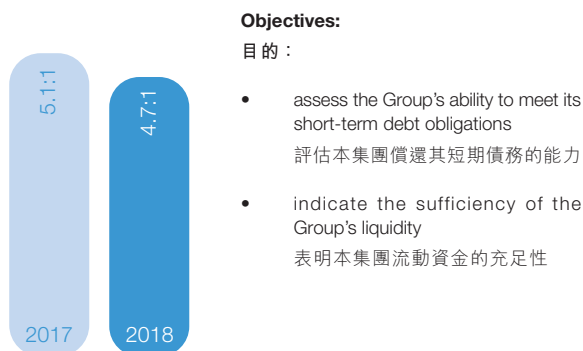 5.1:1
4.7:1
2017
2018
Objectives:
目的：
• assess the Group’s ability to meet its
short-term debt obligations
評估本集團償還其短期債務的能力
• indicate the sufficiency of the
Group’s liquidity
表明本集團流動資金的充足性